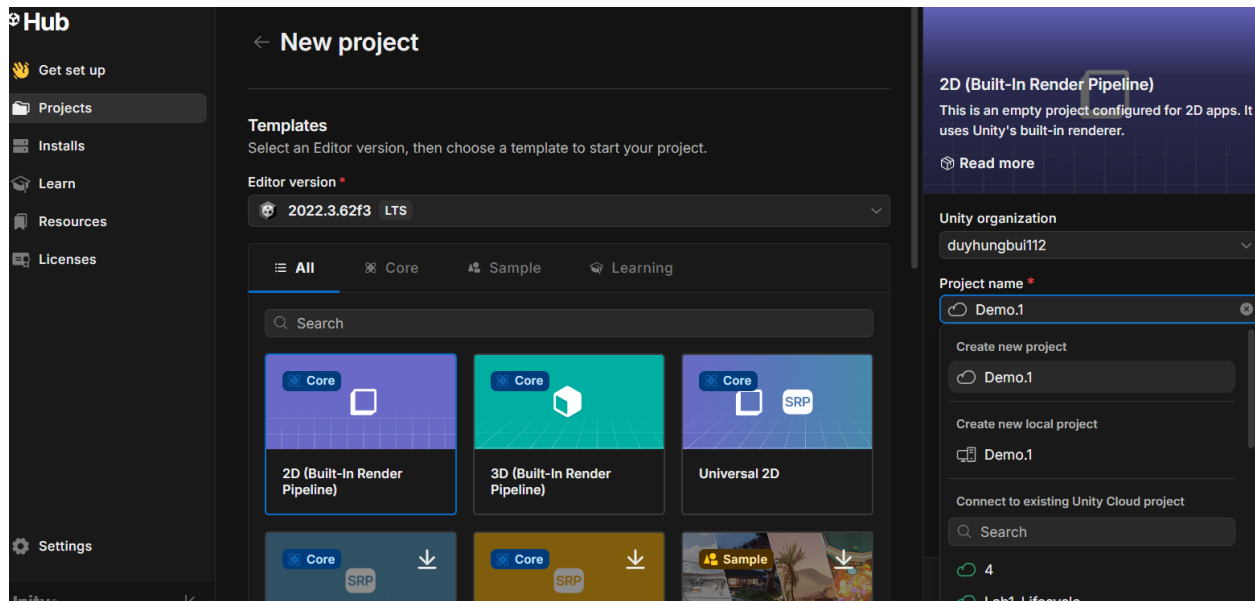 Hub
Get set up
Projects
Installs
Learn
Resources
Licenses
Settings
← New project
Templates
Select an Editor version, then choose a template to start your project.
Editor version *
2022.3.62f3 LTS
All Core Sample Learning
Search
Core
2D (Built-In Render
Pipeline)
Core
3D (Built-In Render
Pipeline)
Core
SRP
Universal 2D
Core
SRP
Core
SRP
Sample
2D (Built-In Render Pipeline)
This is an empty project configured for 2D apps. It
uses Unity's built-in renderer.
Read more
Unity organization
duyhungbui112
Project name *
Demo.1
Create new project
Demo.1
Create new local project
Demo.1
Connect to existing Unity Cloud project
Search
4